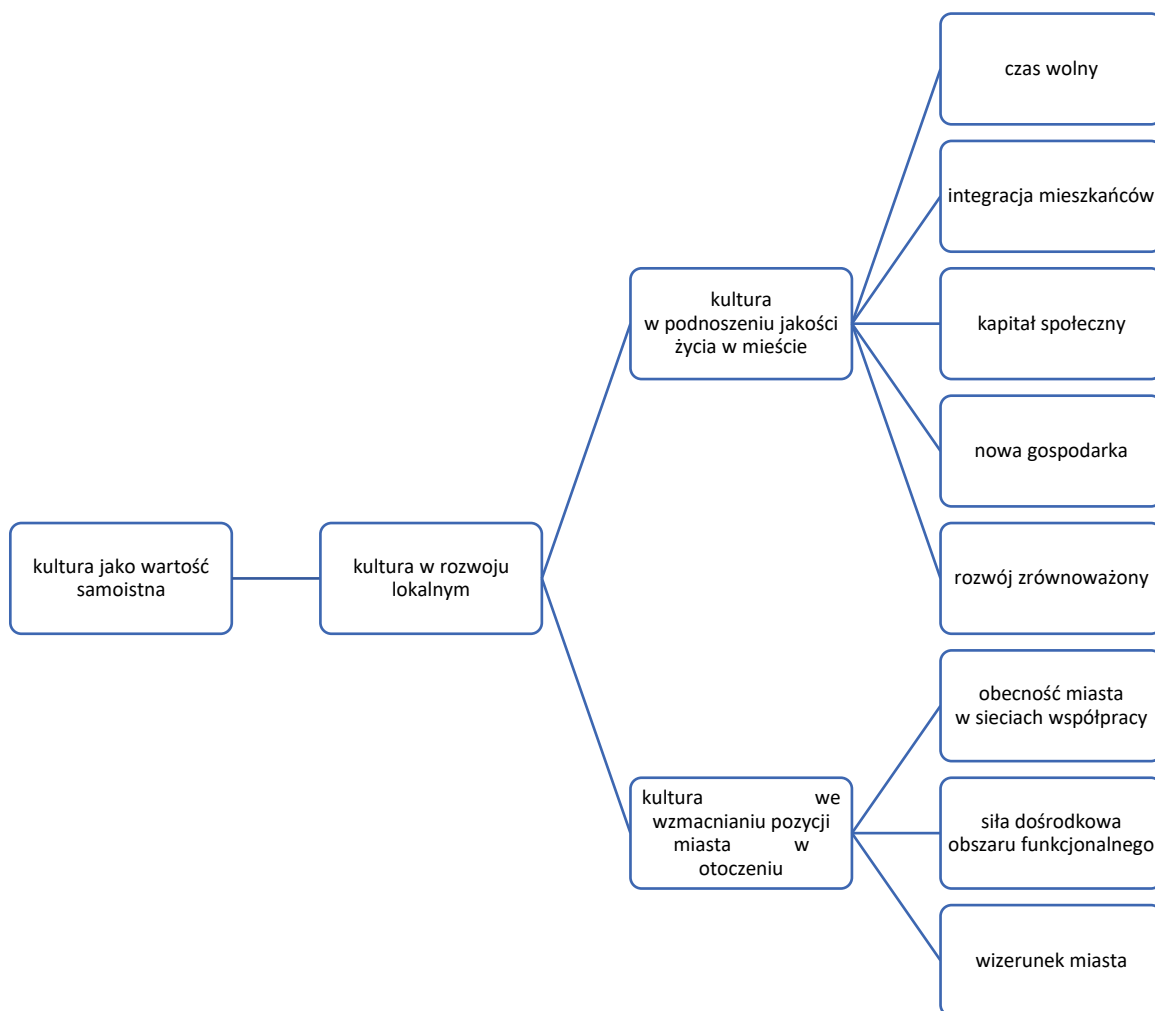 czas wolny
integracja mieszkańców
kultura
w podnoszeniu jakości
życia w mieście
kapitał społeczny
nowa gospodarka
kultura jako wartość
samoistna
kultura w rozwoju
lokalnym
rozwój zrównoważony
obecność miasta
w sieciach współpracy
kultura we
wzmacnianiu pozycji
miasta w
otoczeniu
siła dośrodkowa
obszaru funkcjonalnego
wizerunek miasta